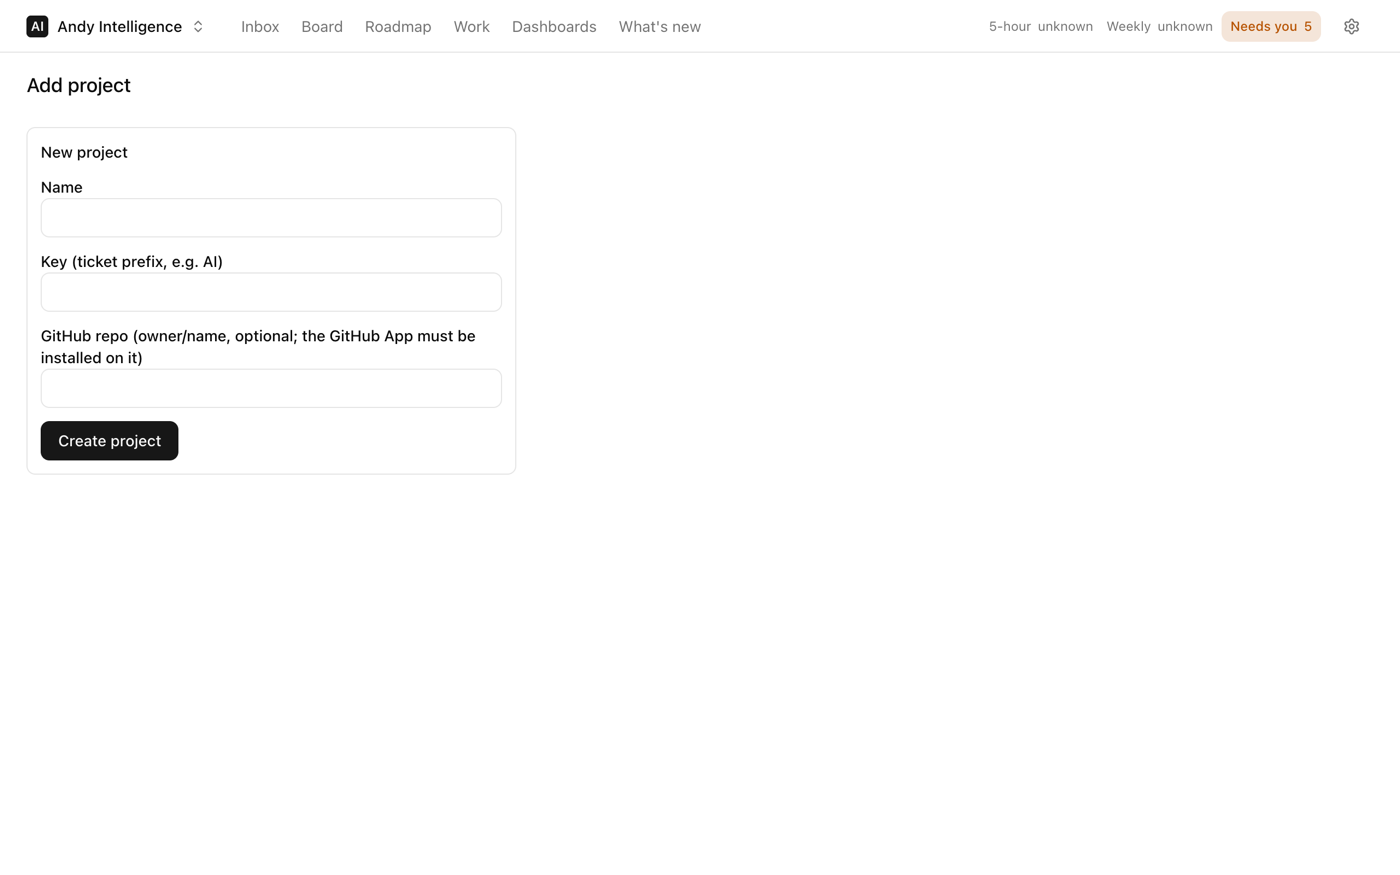 AI Andy Intelligence Inbox Board Roadmap Work Dashboards What's new 5-hour unknown Weekly unknown Needs you 5
Add project
New project
Name
Key (ticket prefix, e.g. AI)
GitHub repo (owner/name, optional; the GitHub App must be
installed on it)
Create project